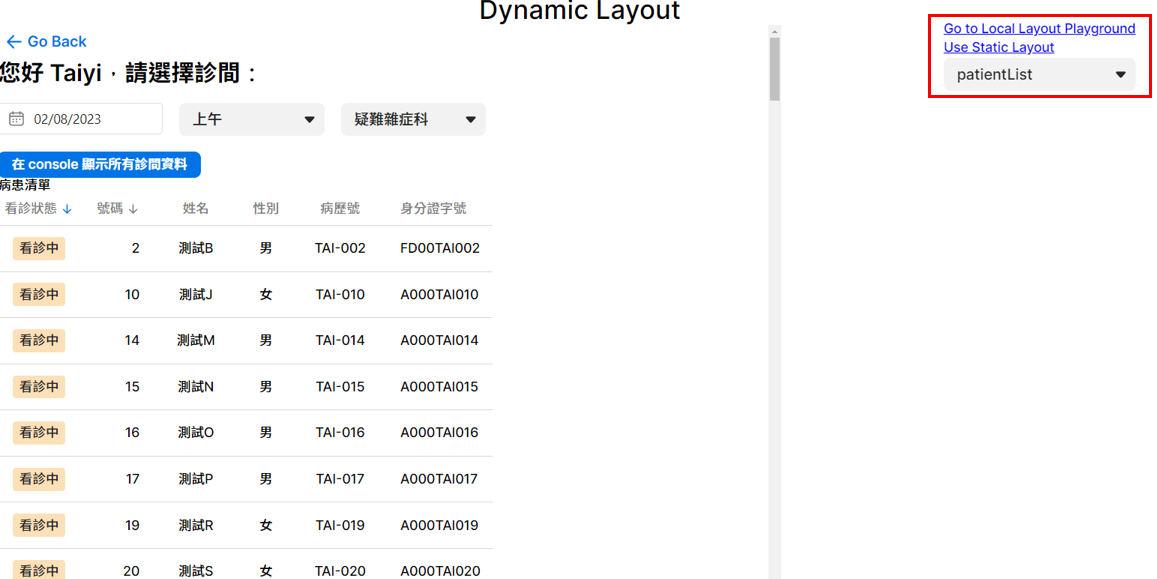 Dynamic Layout
Go to Local Layout Playground
Use Static Layout
patientList
Go Back
您好 Taiyi，請選擇診間：
02/08/2023 上午 疑難雜症科
在 console 顯示所有診間資料
病患清單
看診狀態 號碼 姓名 性別 病歷號 身分證字號
看診中 2 測試B 男 TAI-002 FD00TAI002
看診中 10 測試J 女 TAI-010 A000TAI010
看診中 14 測試M 男 TAI-014 A000TAI014
看診中 15 測試N 男 TAI-015 A000TAI015
看診中 16 測試O 男 TAI-016 A000TAI016
看診中 17 測試P 男 TAI-017 A000TAI017
看診中 19 測試R 女 TAI-019 A000TAI019
看診中 20 測試S 女 TAI-020 A000TAI020